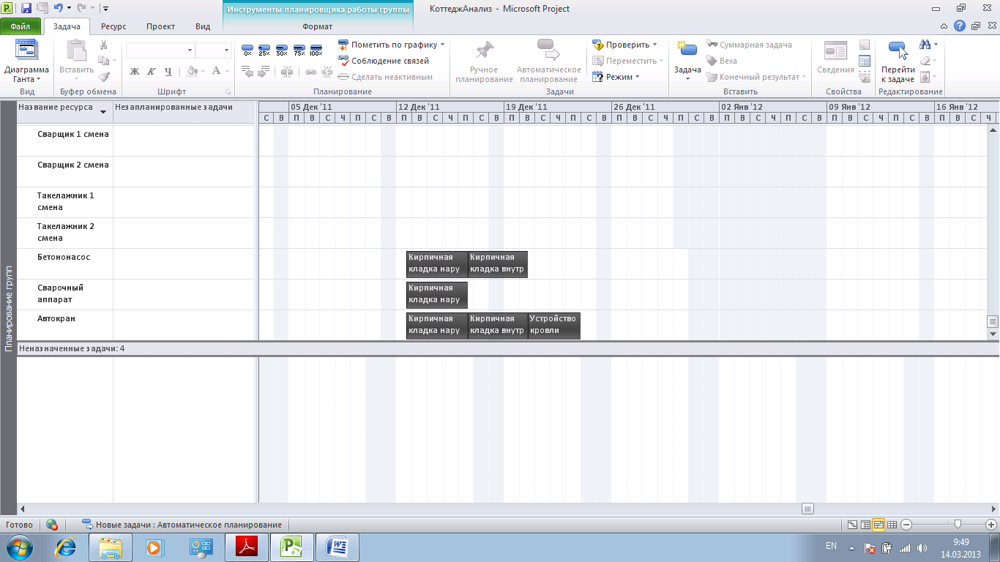 Инструменты планировщика работы группы
КоттеджАнализ - Microsoft Project
Файл Задача Ресурс Проект Вид Формат
Диаграмма Ганта
Вид
Вставить
Буфер обмена
Ж К Ч А
Шрифт
0% 25% 50% 75% 100%
Пометить по графику
Соблюдение связей
Сделать неактивным
Планирование
Ручное планирование
Автоматическое планирование
Проверить
Переместить
Режим
Задачи
Задача
Суммарная задача
Веха
Конечный результат
Вставить
Сведения
Свойства
Перейти к задаче
Редактирование
Название ресурса Незапланированные задачи
05 Дек '11 12 Дек '11 19 Дек '11 26 Дек '11 02 Янв '12 09 Янв '12 16 Янв '12
С В П В С Ч П С В П В С Ч П С В П В С Ч П С В П В С Ч П С В П В С Ч П С В П В С Ч П С В П В С Ч
Сварщик 1 смена
Сварщик 2 смена
Такелажник 1
смена
Такелажник 2
смена
Бетононасос
Кирпичная кладка нару
Кирпичная кладка внутр
Сварочный
аппарат
Кирпичная кладка нару
Автокран
Кирпичная кладка нару
Кирпичная кладка внутр
Устройство кровли
Планирование групп
Неназначенные задачи: 4
Готово
Новые задачи : Автоматическое планирование
EN
9:49
14.03.2013